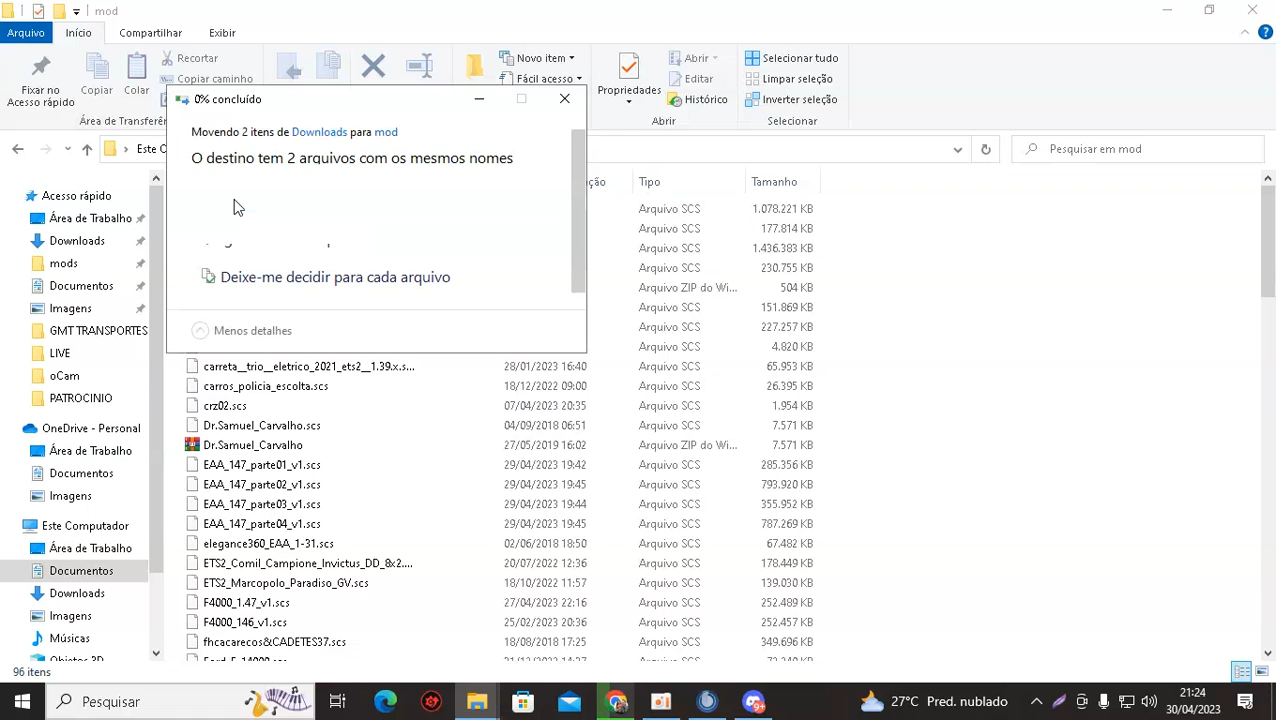 mod
Arquivo Início Compartilhar Exibir
Fixar no Acesso rápido
Copiar
Colar
Recortar
Copiar caminho
Área de Transferên
Novo item
Fácil acesso
Propriedades
Abrir
Editar
Histórico
Abrir
Selecionar tudo
Limpar seleção
Inverter seleção
Selecionar
0% concluído
Movendo 2 itens de Downloads para mod
O destino tem 2 arquivos com os mesmos nomes
Deixe-me decidir para cada arquivo
Menos detalhes
Este C
Pesquisar em mod
Acesso rápido
Área de Trabalho
Downloads
mods
Documentos
Imagens
GMT TRANSPORTES
LIVE
oCam
PATROCINIO
OneDrive - Personal
Área de Trabalho
Documentos
Imagens
Este Computador
Área de Trabalho
Documentos
Downloads
Imagens
Músicas
Objetos 3D
ção Tipo Tamanho
Arquivo SCS 1.078.221 KB
Arquivo SCS 177.814 KB
Arquivo SCS 1.436.383 KB
Arquivo SCS 230.755 KB
Arquivo ZIP do Wi... 504 KB
Arquivo SCS 151.869 KB
Arquivo SCS 227.257 KB
Arquivo SCS 4.820 KB
carreta__trio__eletrico_2021_ets2__1.39.x.s... 28/01/2023 16:40 Arquivo SCS 65.953 KB
carros_policia_escolta.scs 18/12/2022 09:00 Arquivo SCS 26.395 KB
crz02.scs 07/04/2023 20:35 Arquivo SCS 1.954 KB
Dr.Samuel_Carvalho.scs 04/09/2018 06:51 Arquivo SCS 7.571 KB
Dr.Samuel_Carvalho 27/05/2019 16:02 Arquivo ZIP do Wi... 7.571 KB
EAA_147_parte01_v1.scs 29/04/2023 19:42 Arquivo SCS 285.356 KB
EAA_147_parte02_v1.scs 29/04/2023 19:45 Arquivo SCS 793.920 KB
EAA_147_parte03_v1.scs 29/04/2023 19:44 Arquivo SCS 355.952 KB
EAA_147_parte04_v1.scs 29/04/2023 19:45 Arquivo SCS 787.269 KB
elegance360_EAA_1-31.scs 02/06/2018 18:50 Arquivo SCS 67.482 KB
ETS2_Comil_Campione_Invictus_DD_8x2.... 20/07/2022 12:36 Arquivo SCS 178.449 KB
ETS2_Marcopolo_Paradiso_GV.scs 18/10/2022 11:57 Arquivo SCS 139.030 KB
F4000_1.47_v1.scs 27/04/2023 22:16 Arquivo SCS 252.489 KB
F4000_146_v1.scs 25/02/2023 20:36 Arquivo SCS 252.457 KB
fhcacarecos&CADETES37.scs 18/08/2018 17:25 Arquivo SCS 349.696 KB
96 itens
Pesquisar
27°C Pred. nublado
21:24
30/04/2023